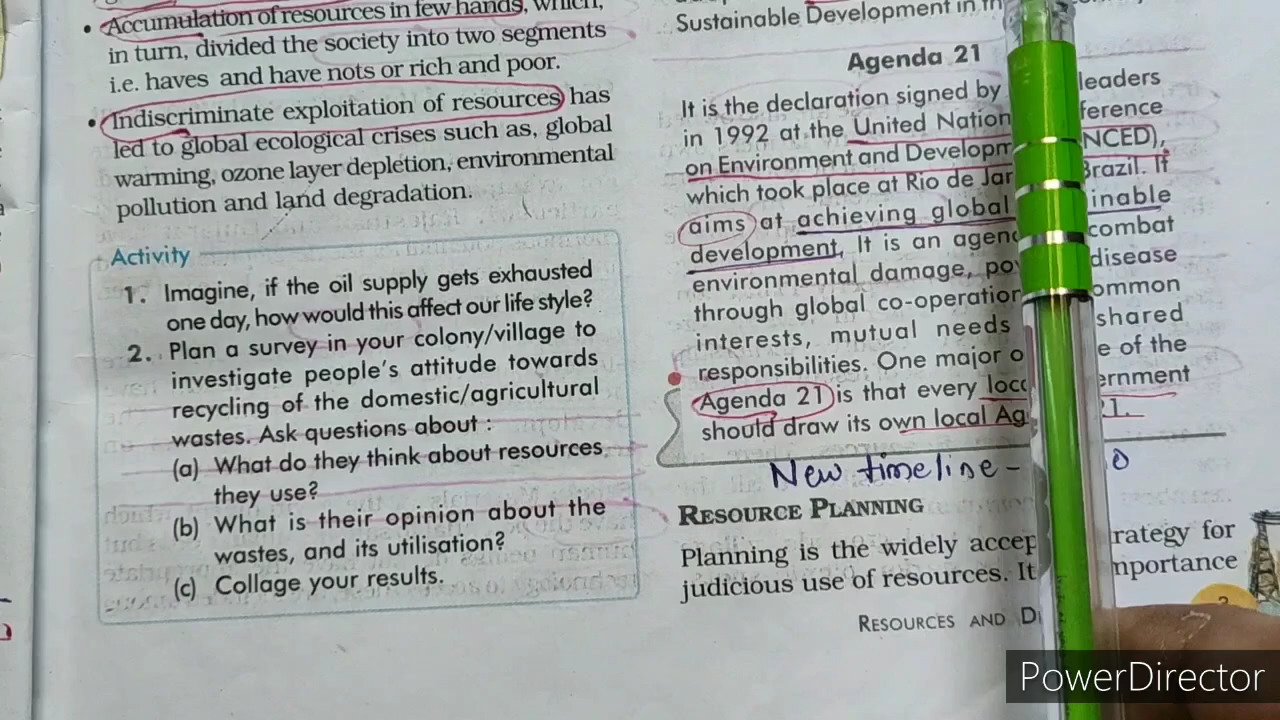 Accumulation of resources in few hands, which,
in turn, divided the society into two segments
i.e. haves and have nots or rich and poor.
Indiscriminate exploitation of resources has
led to global ecological crises such as, global
warming, ozone layer depletion, environmental
pollution and land degradation.
Activity
1. Imagine, if the oil supply gets exhausted
one day, how would this affect our life style?
2. Plan a survey in your colony/village to
investigate people's attitude towards
recycling of the domestic/agricultural
wastes. Ask questions about :
(a) What do they think about resources
they use?
(b) What is their opinion about the
wastes, and its utilisation?
(c) Collage your results.
Sustainable Development in
Agenda 21
It is the declaration signed by leaders
in 1992 at the United Nation ference
on Environment and Developm NCED),
which took place at Rio de Jan Brazil. It
aims at achieving global inable
development. It is an agend combat
environmental damage, pov disease
through global co-operation ommon
interests, mutual needs shared
responsibilities. One major o e of the
Agenda 21 is that every loca ernment
should draw its own local Ag 21.
New timeline - 0
RESOURCE PLANNING
Planning is the widely accep rategy for
judicious use of resources. It mportance
RESOURCES AND D
PowerDirector